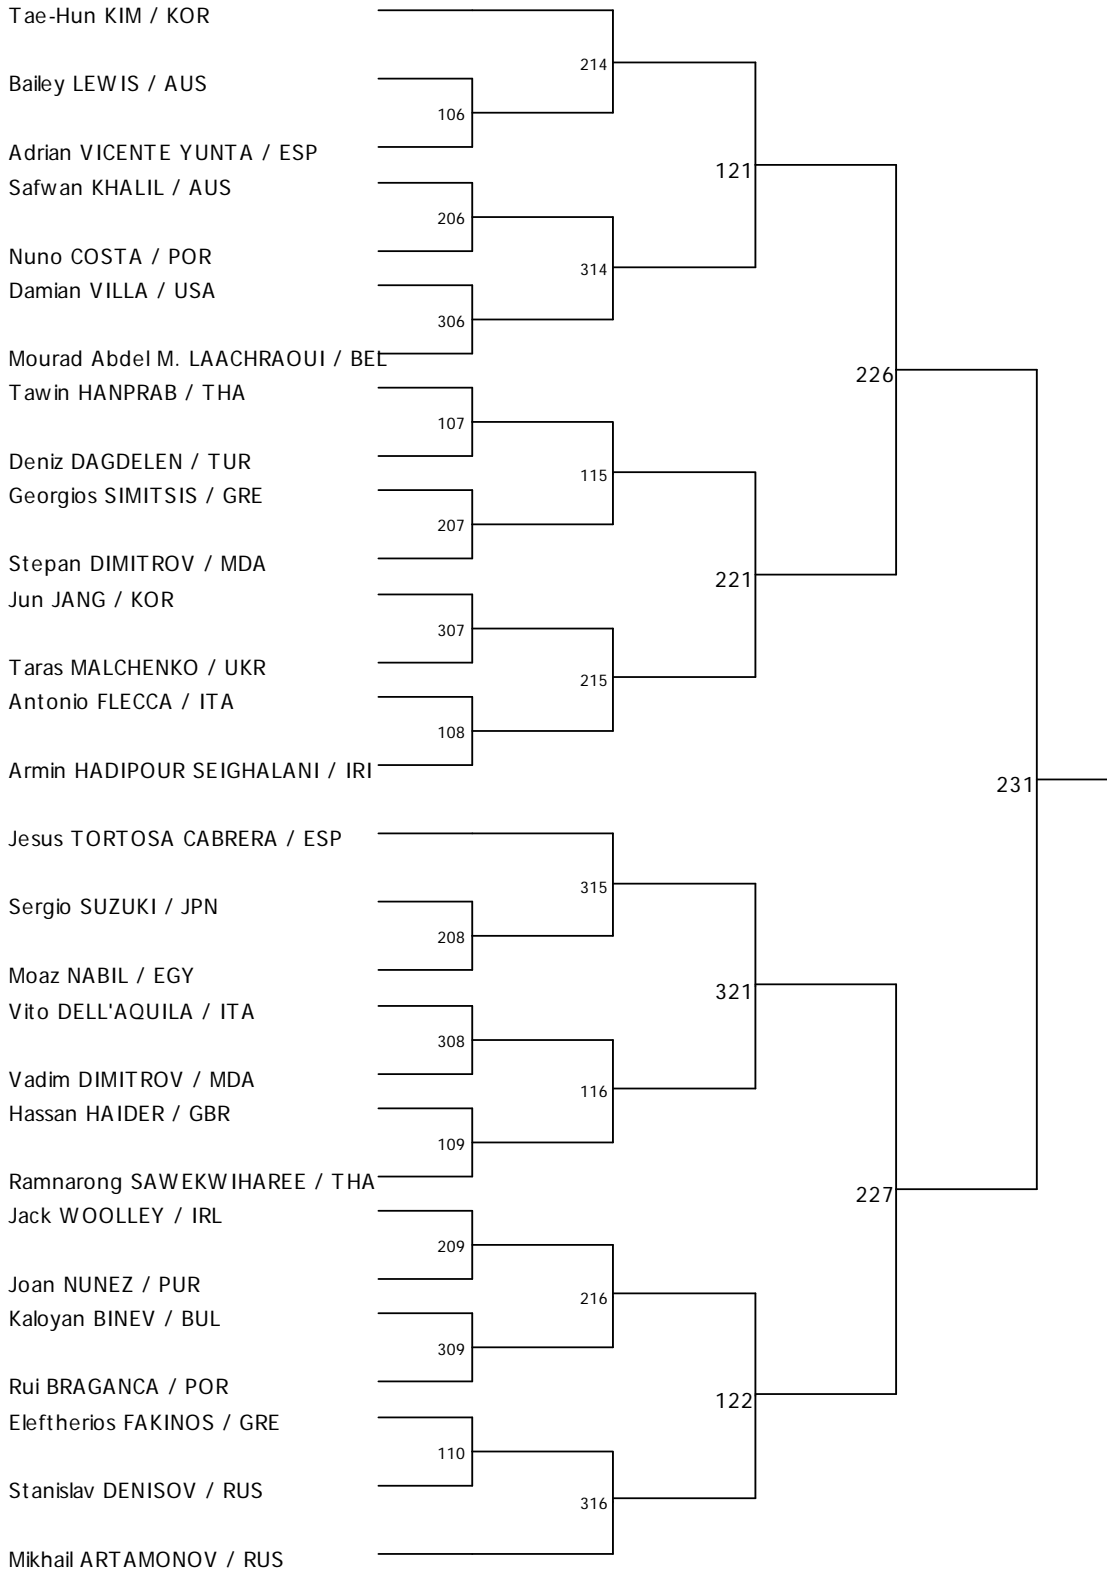 Tae-Hun KIM / KOR
214
Bailey LEWIS / AUS
106
Adrian VICENTE YUNTA / ESP
121
Safwan KHALIL / AUS
206
Nuno COSTA / POR
314
Damian VILLA / USA
306
Mourad Abdel M. LAACHRAOUI / BEL
226
Tawin HANPRAB / THA
107
Deniz DAGDELEN / TUR
115
Georgios SIMITSIS / GRE
207
Stepan DIMITROV / MDA
221
Jun JANG / KOR
307
Taras MALCHENKO / UKR
215
Antonio FLECCA / ITA
108
Armin HADIPOUR SEIGHALANI / IRI
231
Jesus TORTOSA CABRERA / ESP
315
Sergio SUZUKI / JPN
208
Moaz NABIL / EGY
321
Vito DELL'AQUILA / ITA
308
Vadim DIMITROV / MDA
116
Hassan HAIDER / GBR
109
Ramnarong SAWEKWIHAREE / THA
227
Jack WOOLLEY / IRL
209
Joan NUNEZ / PUR
216
Kaloyan BINEV / BUL
309
Rui BRAGANCA / POR
122
Eleftherios FAKINOS / GRE
110
Stanislav DENISOV / RUS
316
Mikhail ARTAMONOV / RUS